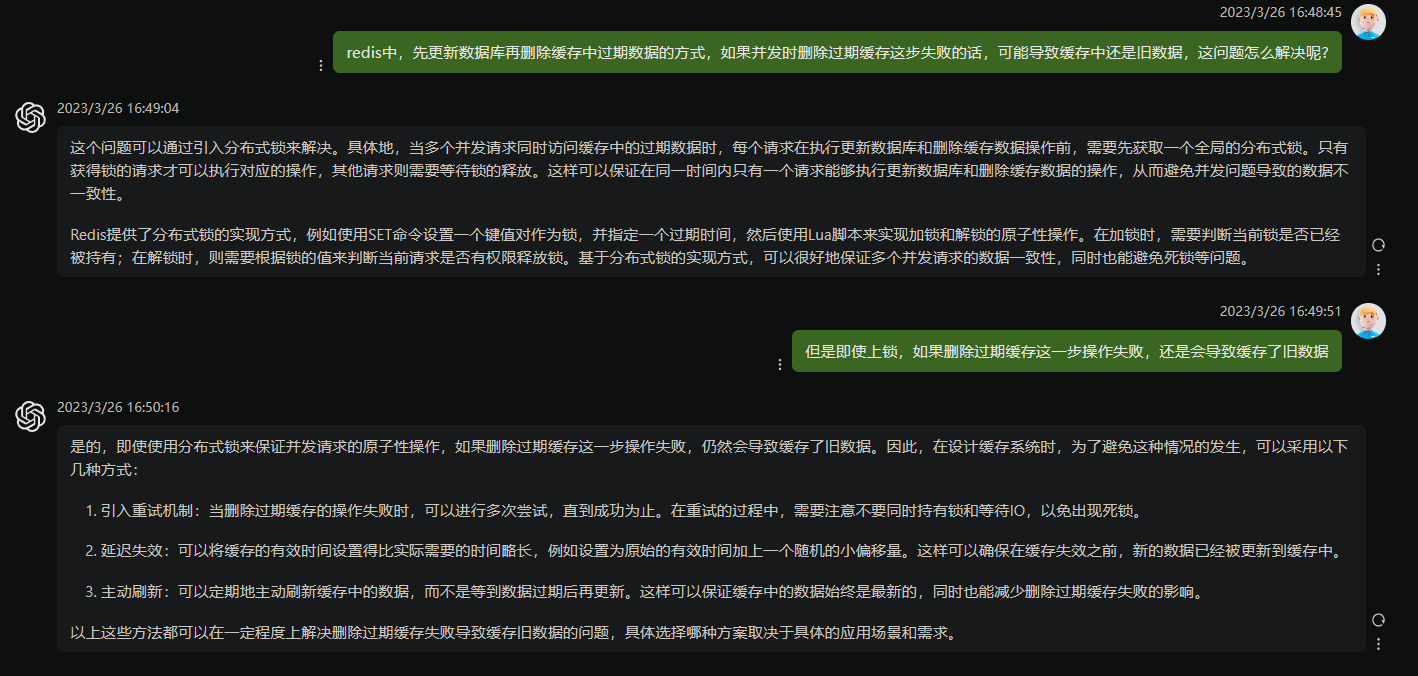 2023/3/26 16:48:45
redis中，先更新数据库再删除缓存中过期数据的方式，如果并发时删除过期缓存这步失败的话，可能导致缓存中还是旧数据，这问题怎么解决呢?
2023/3/26 16:49:04
这个问题可以通过引入分布式锁来解决。具体地，当多个并发请求同时访问缓存中的过期数据时，每个请求在执行更新数据库和删除缓存数据操作前，需要先获取一个全局的分布式锁。只有
获得锁的请求才可以执行对应的操作，其他请求则需要等待锁的释放。这样可以保证在同一时间内只有一个请求能够执行更新数据库和删除缓存数据的操作，从而避免并发问题导致的数据不
一致性。
Redis提供了分布式锁的实现方式，例如使用SET命令设置一个键值对作为锁，并指定一个过期时间，然后使用Lua脚本来实现加锁和解锁的原子性操作。在加锁时，需要判断当前锁是否已经
被持有；在解锁时，则需要根据锁的值来判断当前请求是否有权限释放锁。基于分布式锁的实现方式，可以很好地保证多个并发请求的数据一致性，同时也能避免死锁等问题。
2023/3/26 16:49:51
但是即使上锁，如果删除过期缓存这一步操作失败，还是会导致缓存了旧数据
2023/3/26 16:50:16
是的，即使使用分布式锁来保证并发请求的原子性操作，如果删除过期缓存这一步操作失败，仍然会导致缓存了旧数据。因此，在设计缓存系统时，为了避免这种情况的发生，可以采用以下
几种方式：
1. 引入重试机制：当删除过期缓存的操作失败时，可以进行多次尝试，直到成功为止。在重试的过程中，需要注意不要同时持有锁和等待IO，以免出现死锁。
2. 延迟失效：可以将缓存的有效时间设置得比实际需要的时间略长，例如设置为原始的有效时间加上一个随机的小偏移量。这样可以确保在缓存失效之前，新的数据已经被更新到缓存中。
3. 主动刷新：可以定期地主动刷新缓存中的数据，而不是等到数据过期后再更新。这样可以保证缓存中的数据始终是最新的，同时也能减少删除过期缓存失败的影响。
以上这些方法都可以在一定程度上解决删除过期缓存失败导致缓存旧数据的问题，具体选择哪种方案取决于具体的应用场景和需求。